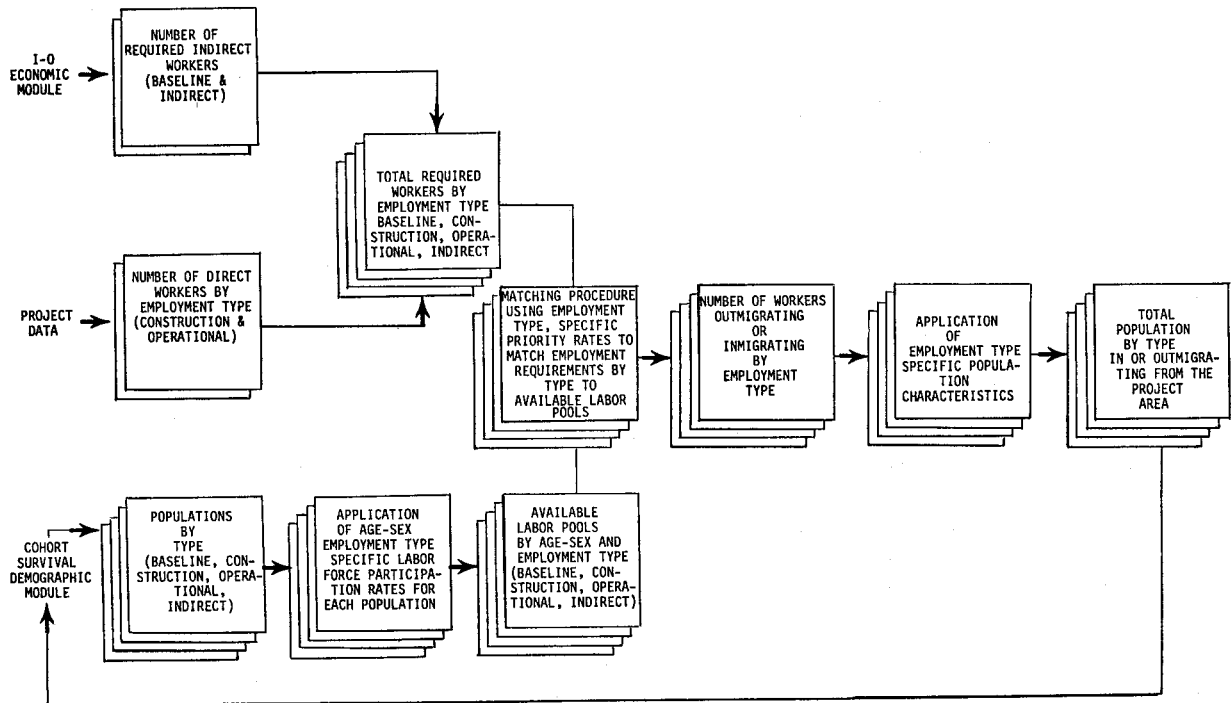 I-O
ECONOMIC
MODULE
NUMBER OF
REQUIRED INDIRECT
WORKERS
(BASELINE &
INDIRECT)
TOTAL REQUIRED
WORKERS BY
EMPLOYMENT TYPE
BASELINE, CON-
STRUCTION, OPERA-
TIONAL, INDIRECT
PROJECT
DATA
NUMBER OF DIRECT
WORKERS BY
EMPLOYMENT TYPE
(CONSTRUCTION &
OPERATIONAL)
MATCHING PROCEDURE
USING EMPLOYMENT
TYPE, SPECIFIC
PRIORITY RATES TO
MATCH EMPLOYMENT
REQUIREMENTS BY
TYPE TO
AVAILABLE LABOR
POOLS
NUMBER OF WORKERS
OUTMIGRATING
OR
INMIGRATING
BY
EMPLOYMENT
TYPE
APPLICATION
OF
EMPLOYMENT TYPE
SPECIFIC POPULA-
TION
CHARACTERISTICS
TOTAL
POPULATION
BY TYPE
IN OR OUTMIGRA-
TING FROM THE
PROJECT
AREA
COHORT
SURVIVAL
DEMOGRAPHIC
MODULE
POPULATIONS
BY
TYPE
(BASELINE, CON-
STRUCTION, OPERA-
TIONAL,
INDIRECT)
APPLICATION
OF AGE-SEX
EMPLOYMENT TYPE
SPECIFIC LABOR
FORCE PARTICIPA-
TION RATES FOR
EACH POPULATION
AVAILABLE
LABOR POOLS
BY AGE-SEX AND
EMPLOYMENT TYPE
(BASELINE, CON-
STRUCTION, OPERA-
TIONAL, INDIRECT)